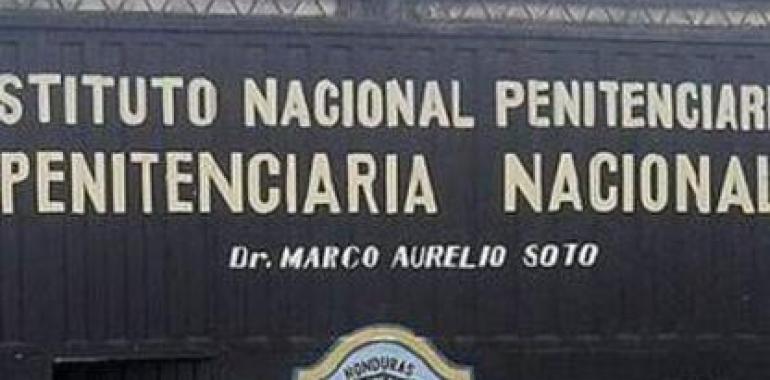 STITUTO NACIONAL PENITENCIARI
PENITENCIARIA NACIONAL
Dr. MARCO AURELIO SOTO
HONDURAS